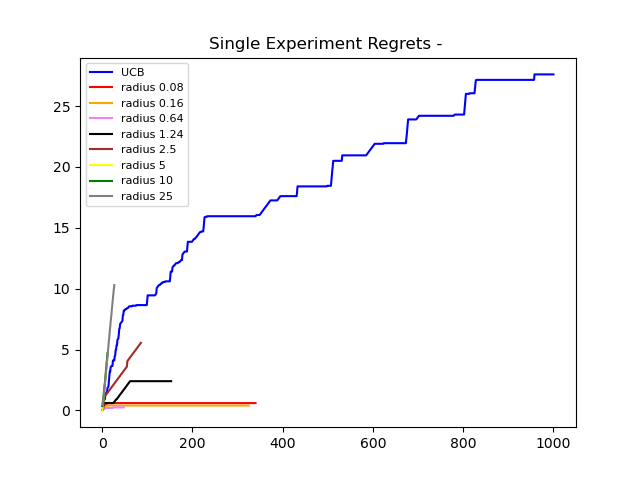 Single Experiment Regrets -
UCB
radius 0.08
radius 0.16
radius 0.64
radius 1.24
radius 2.5
radius 5
radius 10
radius 25
25
20
15
10
5
0
0 200 400 600 800 1000